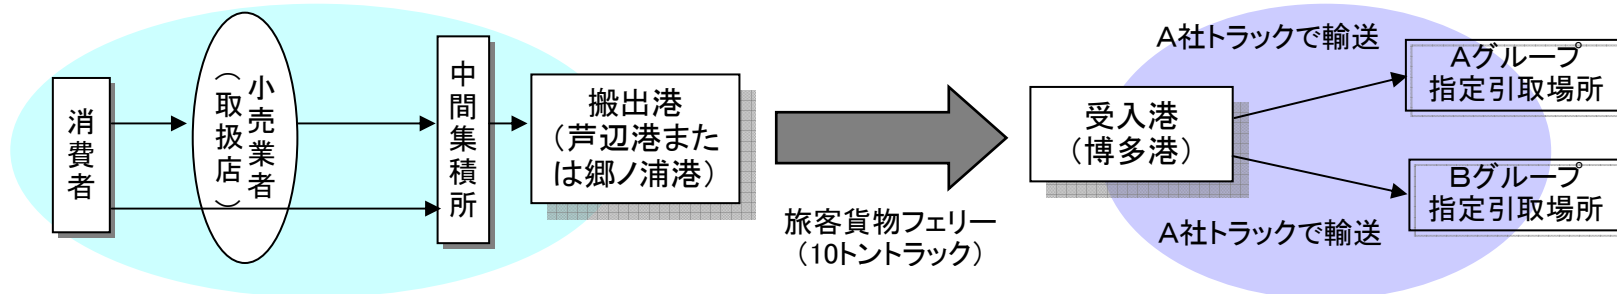 消費者
小売業者
（取扱店）
中間集積所
搬出港
（芦辺港また
は郷ノ浦港）
旅客貨物フェリー
（10トントラック）
受入港
（博多港）
A社トラックで輸送
A社トラックで輸送
Aグループ
指定引取場所
Bグループ
指定引取場所